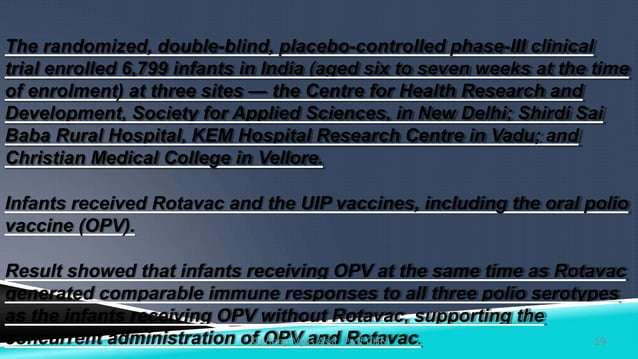 The randomized, double-blind, placebo-controlled phase-III clinical
trial enrolled 6,799 infants in India (aged six to seven weeks at the time
of enrolment) at three sites — the Centre for Health Research and
Development, Society for Applied Sciences, in New Delhi; Shirdi Sai
Baba Rural Hospital, KEM Hospital Research Centre in Vadu; and
Christian Medical College in Vellore.
Infants received Rotavac and the UIP vaccines, including the oral polio
vaccine (OPV).
Result showed that infants receiving OPV at the same time as Rotavac
generated comparable immune responses to all three polio serotypes
as the infants receiving OPV without Rotavac, supporting the
concurrent administration of OPV and Rotavac.
19